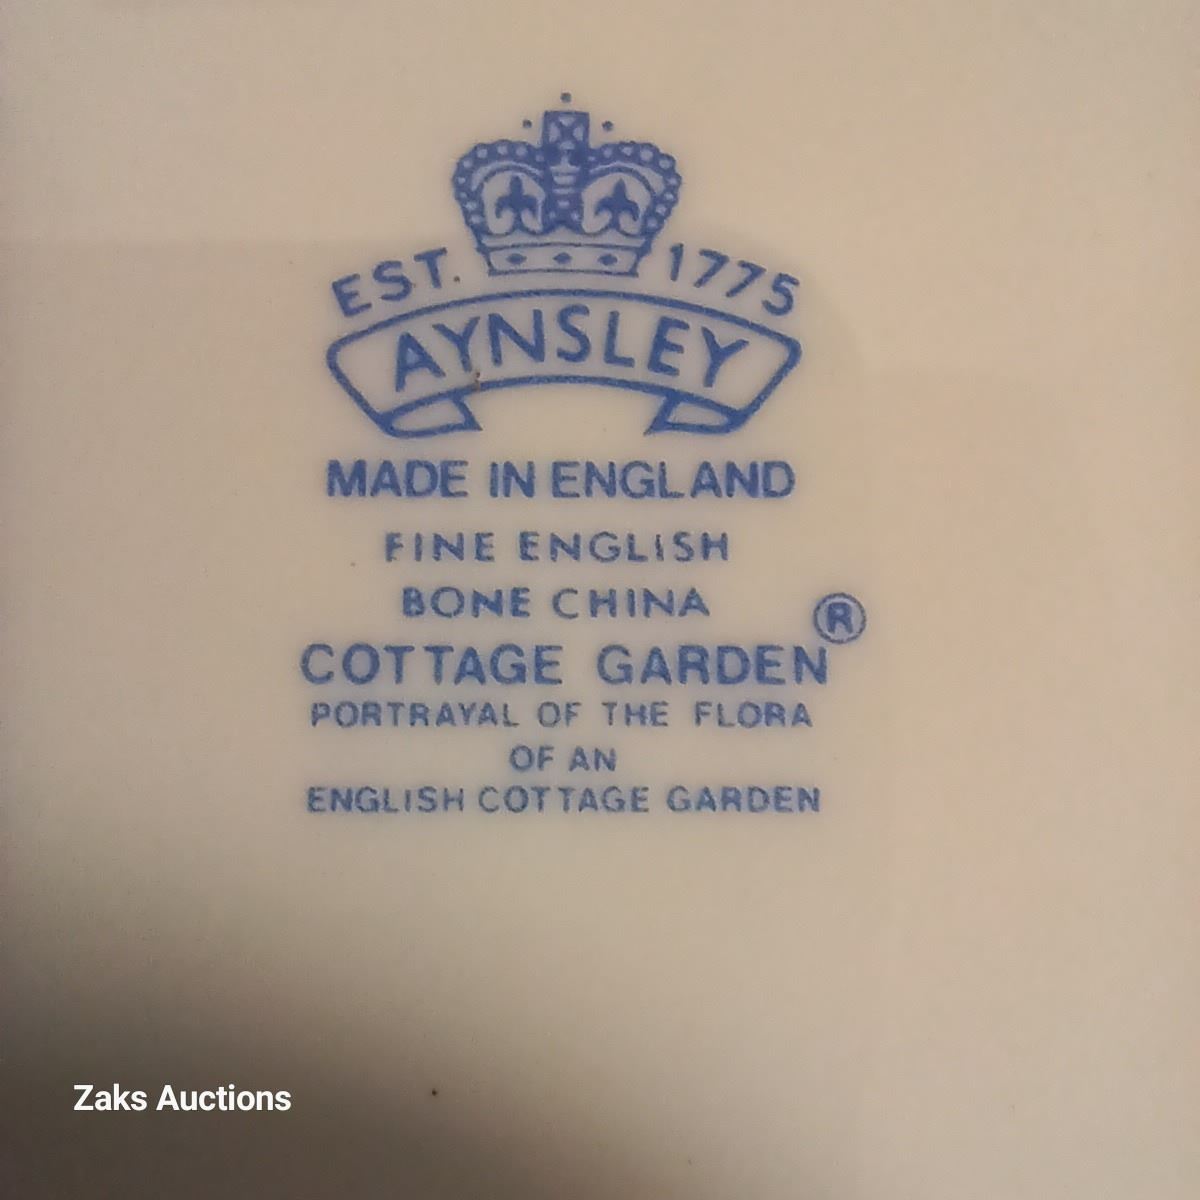 EST. 1775
AYNSLEY
MADE IN ENGLAND
FINE ENGLISH
BONE CHINA
COTTAGE GARDEN®
PORTRAYAL OF THE FLORA
OF AN
ENGLISH COTTAGE GARDEN
Zaks Auctions